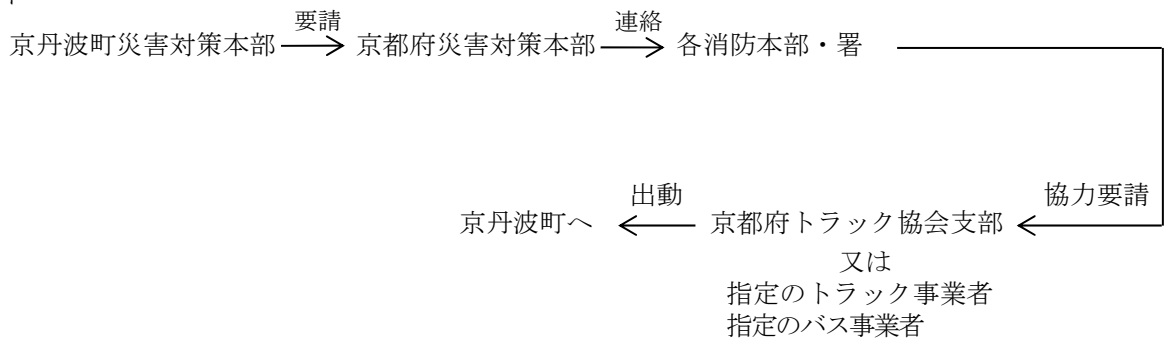 京丹波町災害対策本部 要請 京都府災害対策本部 連絡 各消防本部・署
京丹波町へ 出動 京都府トラック協会支部 協力要請
又は
指定のトラック事業者
指定のバス事業者